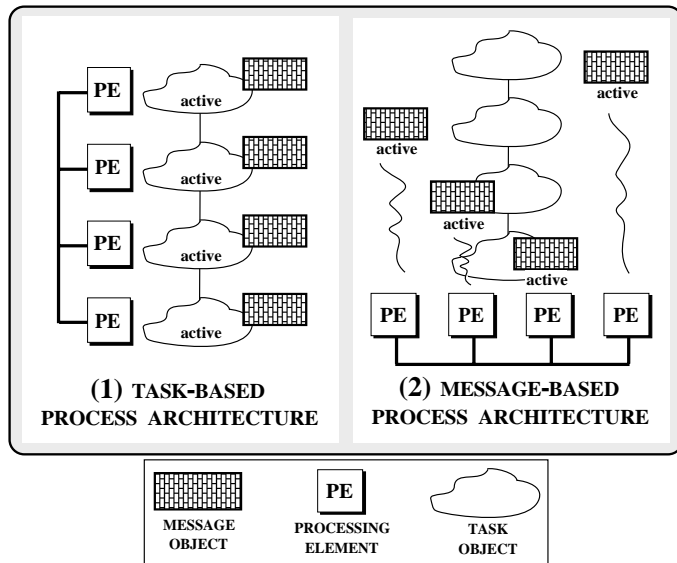 PE
active
PE
active
PE
active
PE
active
(1) TASK-BASED
PROCESS ARCHITECTURE
active
active
active
active
PE
PE
PE
PE
(2) MESSAGE-BASED
PROCESS ARCHITECTURE
MESSAGE
OBJECT
PE
PROCESSING
ELEMENT
TASK
OBJECT